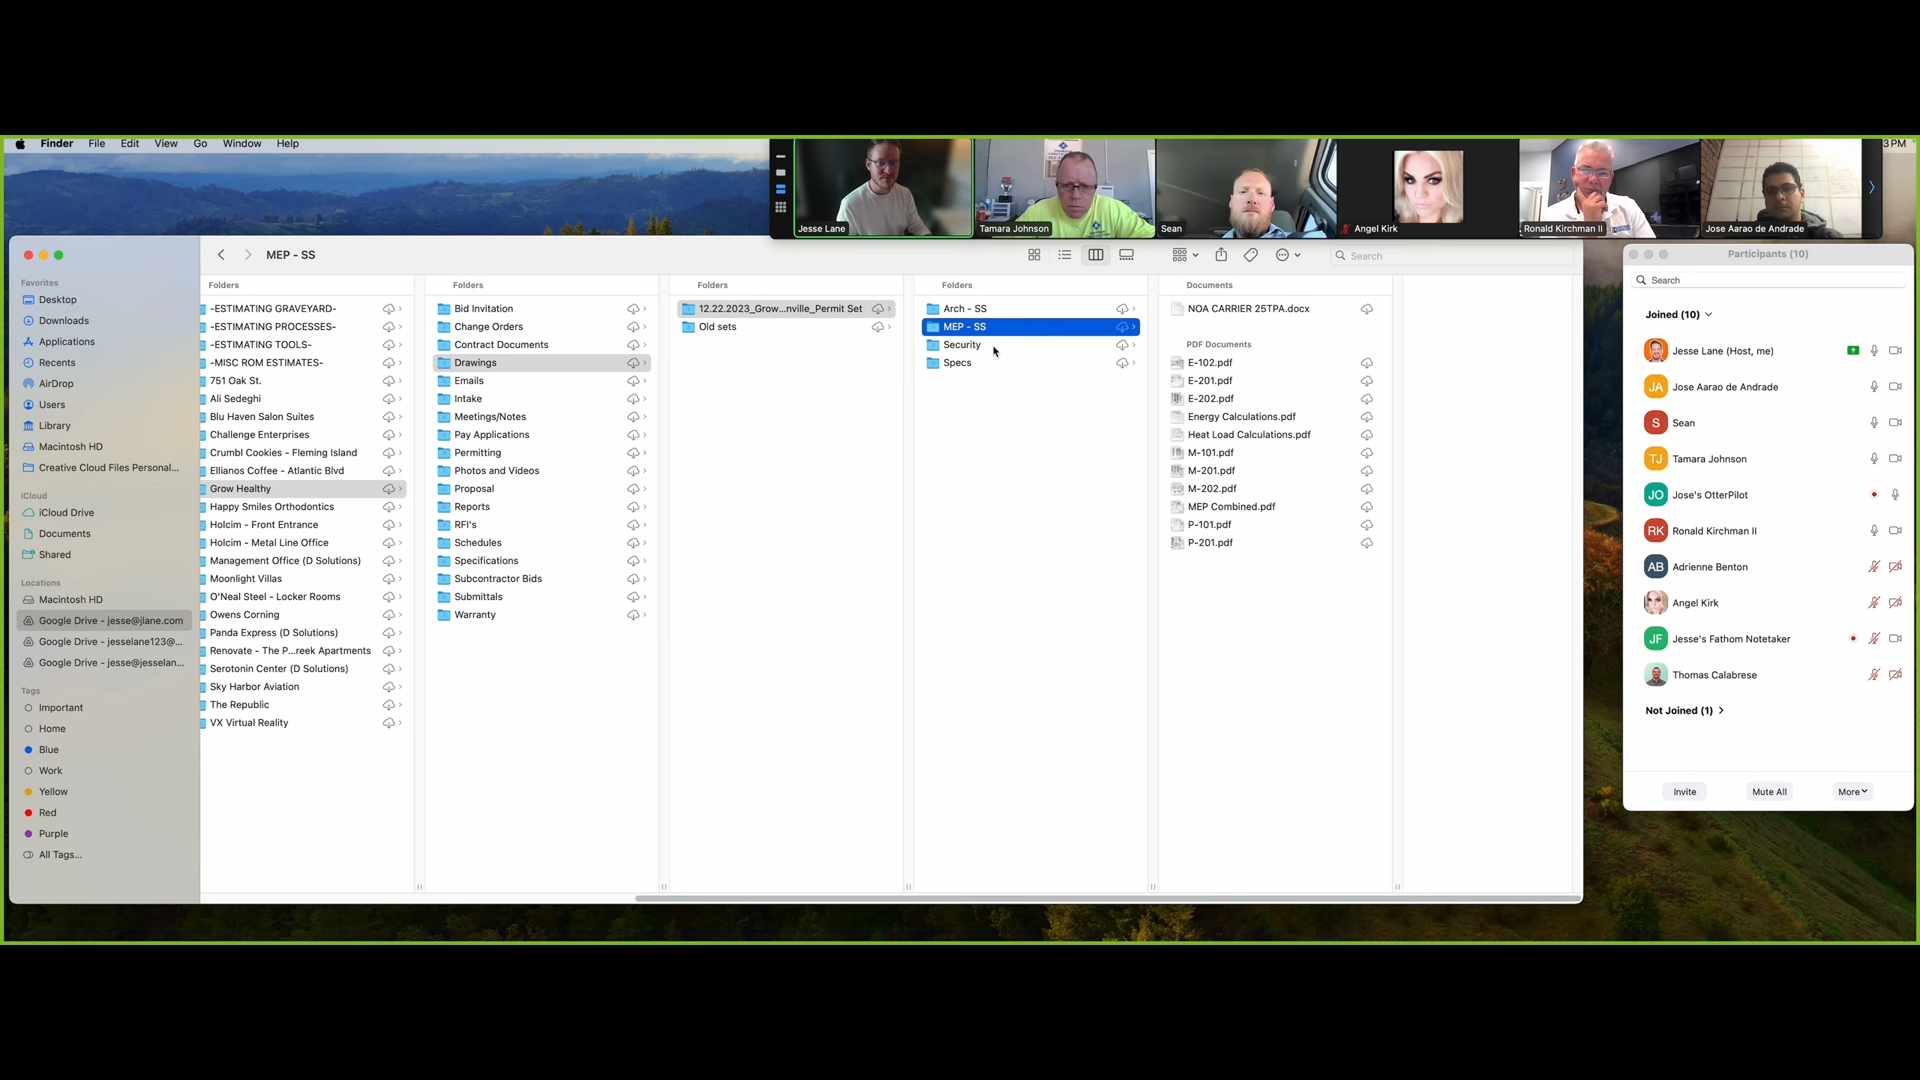 Finder File Edit View Go Window Help
3 PM
Jesse Lane
Tamara Johnson
Sean
Angel Kirk
Ronald Kirchman II
Jose Aarao de Andrade
MEP - SS
Search
Favorites
Desktop
Downloads
Applications
Recents
AirDrop
Users
Library
Macintosh HD
Creative Cloud Files Personal...
iCloud
iCloud Drive
Documents
Shared
Locations
Macintosh HD
Google Drive - jesse@jlane.com
Google Drive - jesselane123@...
Google Drive - jesse@jesselan...
Tags
Important
Home
Blue
Work
Yellow
Red
Purple
All Tags...
Folders
-ESTIMATING GRAVEYARD-
-ESTIMATING PROCESSES-
-ESTIMATING TOOLS-
-MISC ROM ESTIMATES-
751 Oak St.
Ali Sedeghi
Blu Haven Salon Suites
Challenge Enterprises
Crumbl Cookies - Fleming Island
Ellianos Coffee - Atlantic Blvd
Grow Healthy
Happy Smiles Orthodontics
Holcim - Front Entrance
Holcim - Metal Line Office
Management Office (D Solutions)
Moonlight Villas
O'Neal Steel - Locker Rooms
Owens Corning
Panda Express (D Solutions)
Renovate - The P...reek Apartments
Serotonin Center (D Solutions)
Sky Harbor Aviation
The Republic
VX Virtual Reality
Folders
Bid Invitation
Change Orders
Contract Documents
Drawings
Emails
Intake
Meetings/Notes
Pay Applications
Permitting
Photos and Videos
Proposal
Reports
RFI's
Schedules
Specifications
Subcontractor Bids
Submittals
Warranty
Folders
12.22.2023_Grow...nville_Permit Set
Old sets
Folders
Arch - SS
MEP - SS
Security
Specs
Documents
NOA CARRIER 25TPA.docx
PDF Documents
E-102.pdf
E-201.pdf
E-202.pdf
Energy Calculations.pdf
Heat Load Calculations.pdf
M-101.pdf
M-201.pdf
M-202.pdf
MEP Combined.pdf
P-101.pdf
P-201.pdf
Participants (10)
Search
Joined (10)
Jesse Lane (Host, me)
JA Jose Aarao de Andrade
S Sean
TJ Tamara Johnson
JO Jose's OtterPilot
RK Ronald Kirchman II
AB Adrienne Benton
Angel Kirk
JF Jesse's Fathom Notetaker
Thomas Calabrese
Not Joined (1)
Invite Mute All More